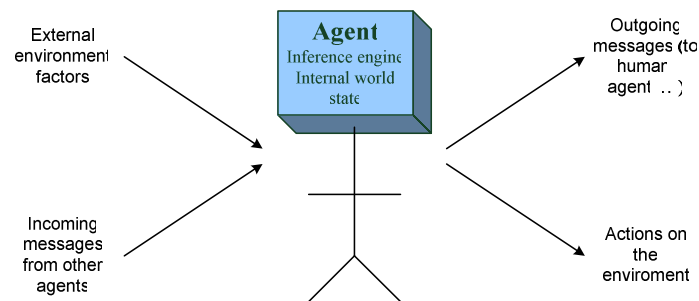 External
environment
factors
Agent
Inference engine
Internal world
state
Outgoing
messages (to
human
agent ... )
Incoming
messages
from other
agents
Actions on
the
enviroment